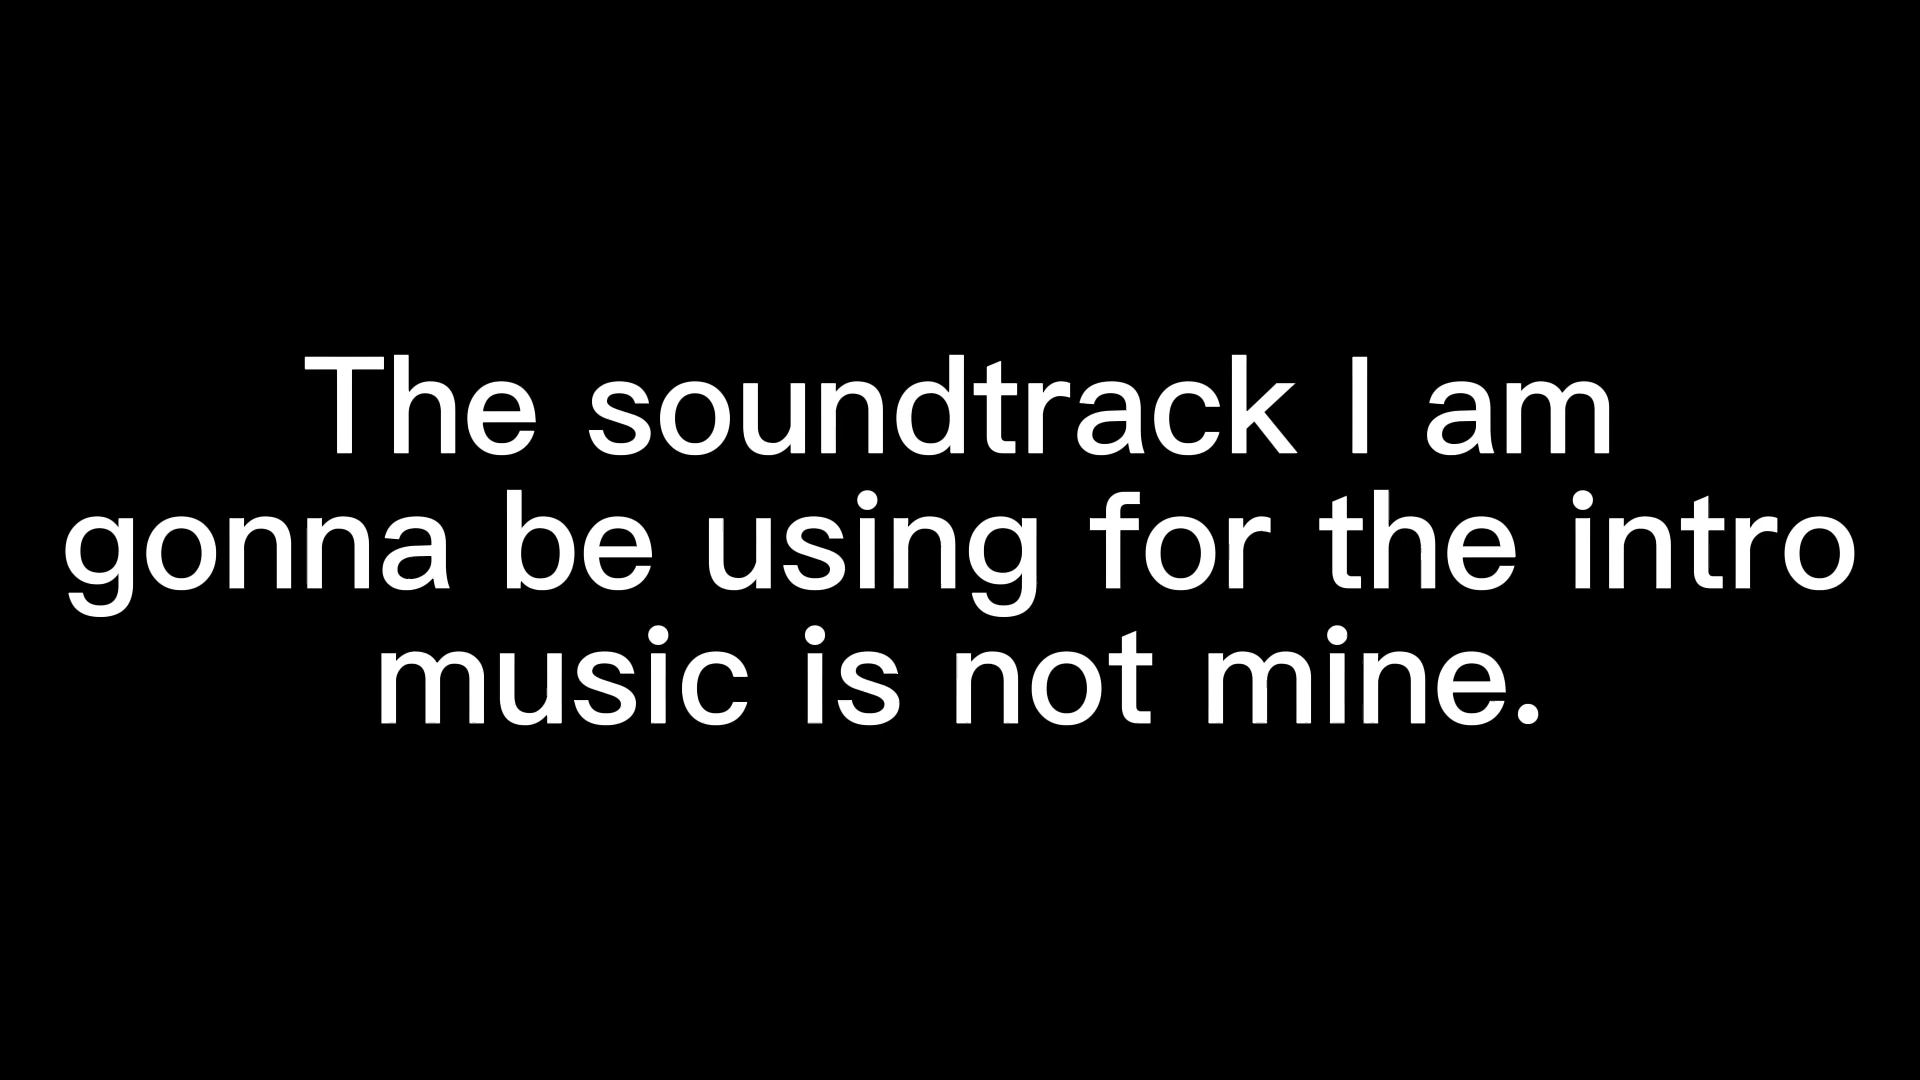 The soundtrack I am
gonna be using for the intro
music is not mine.